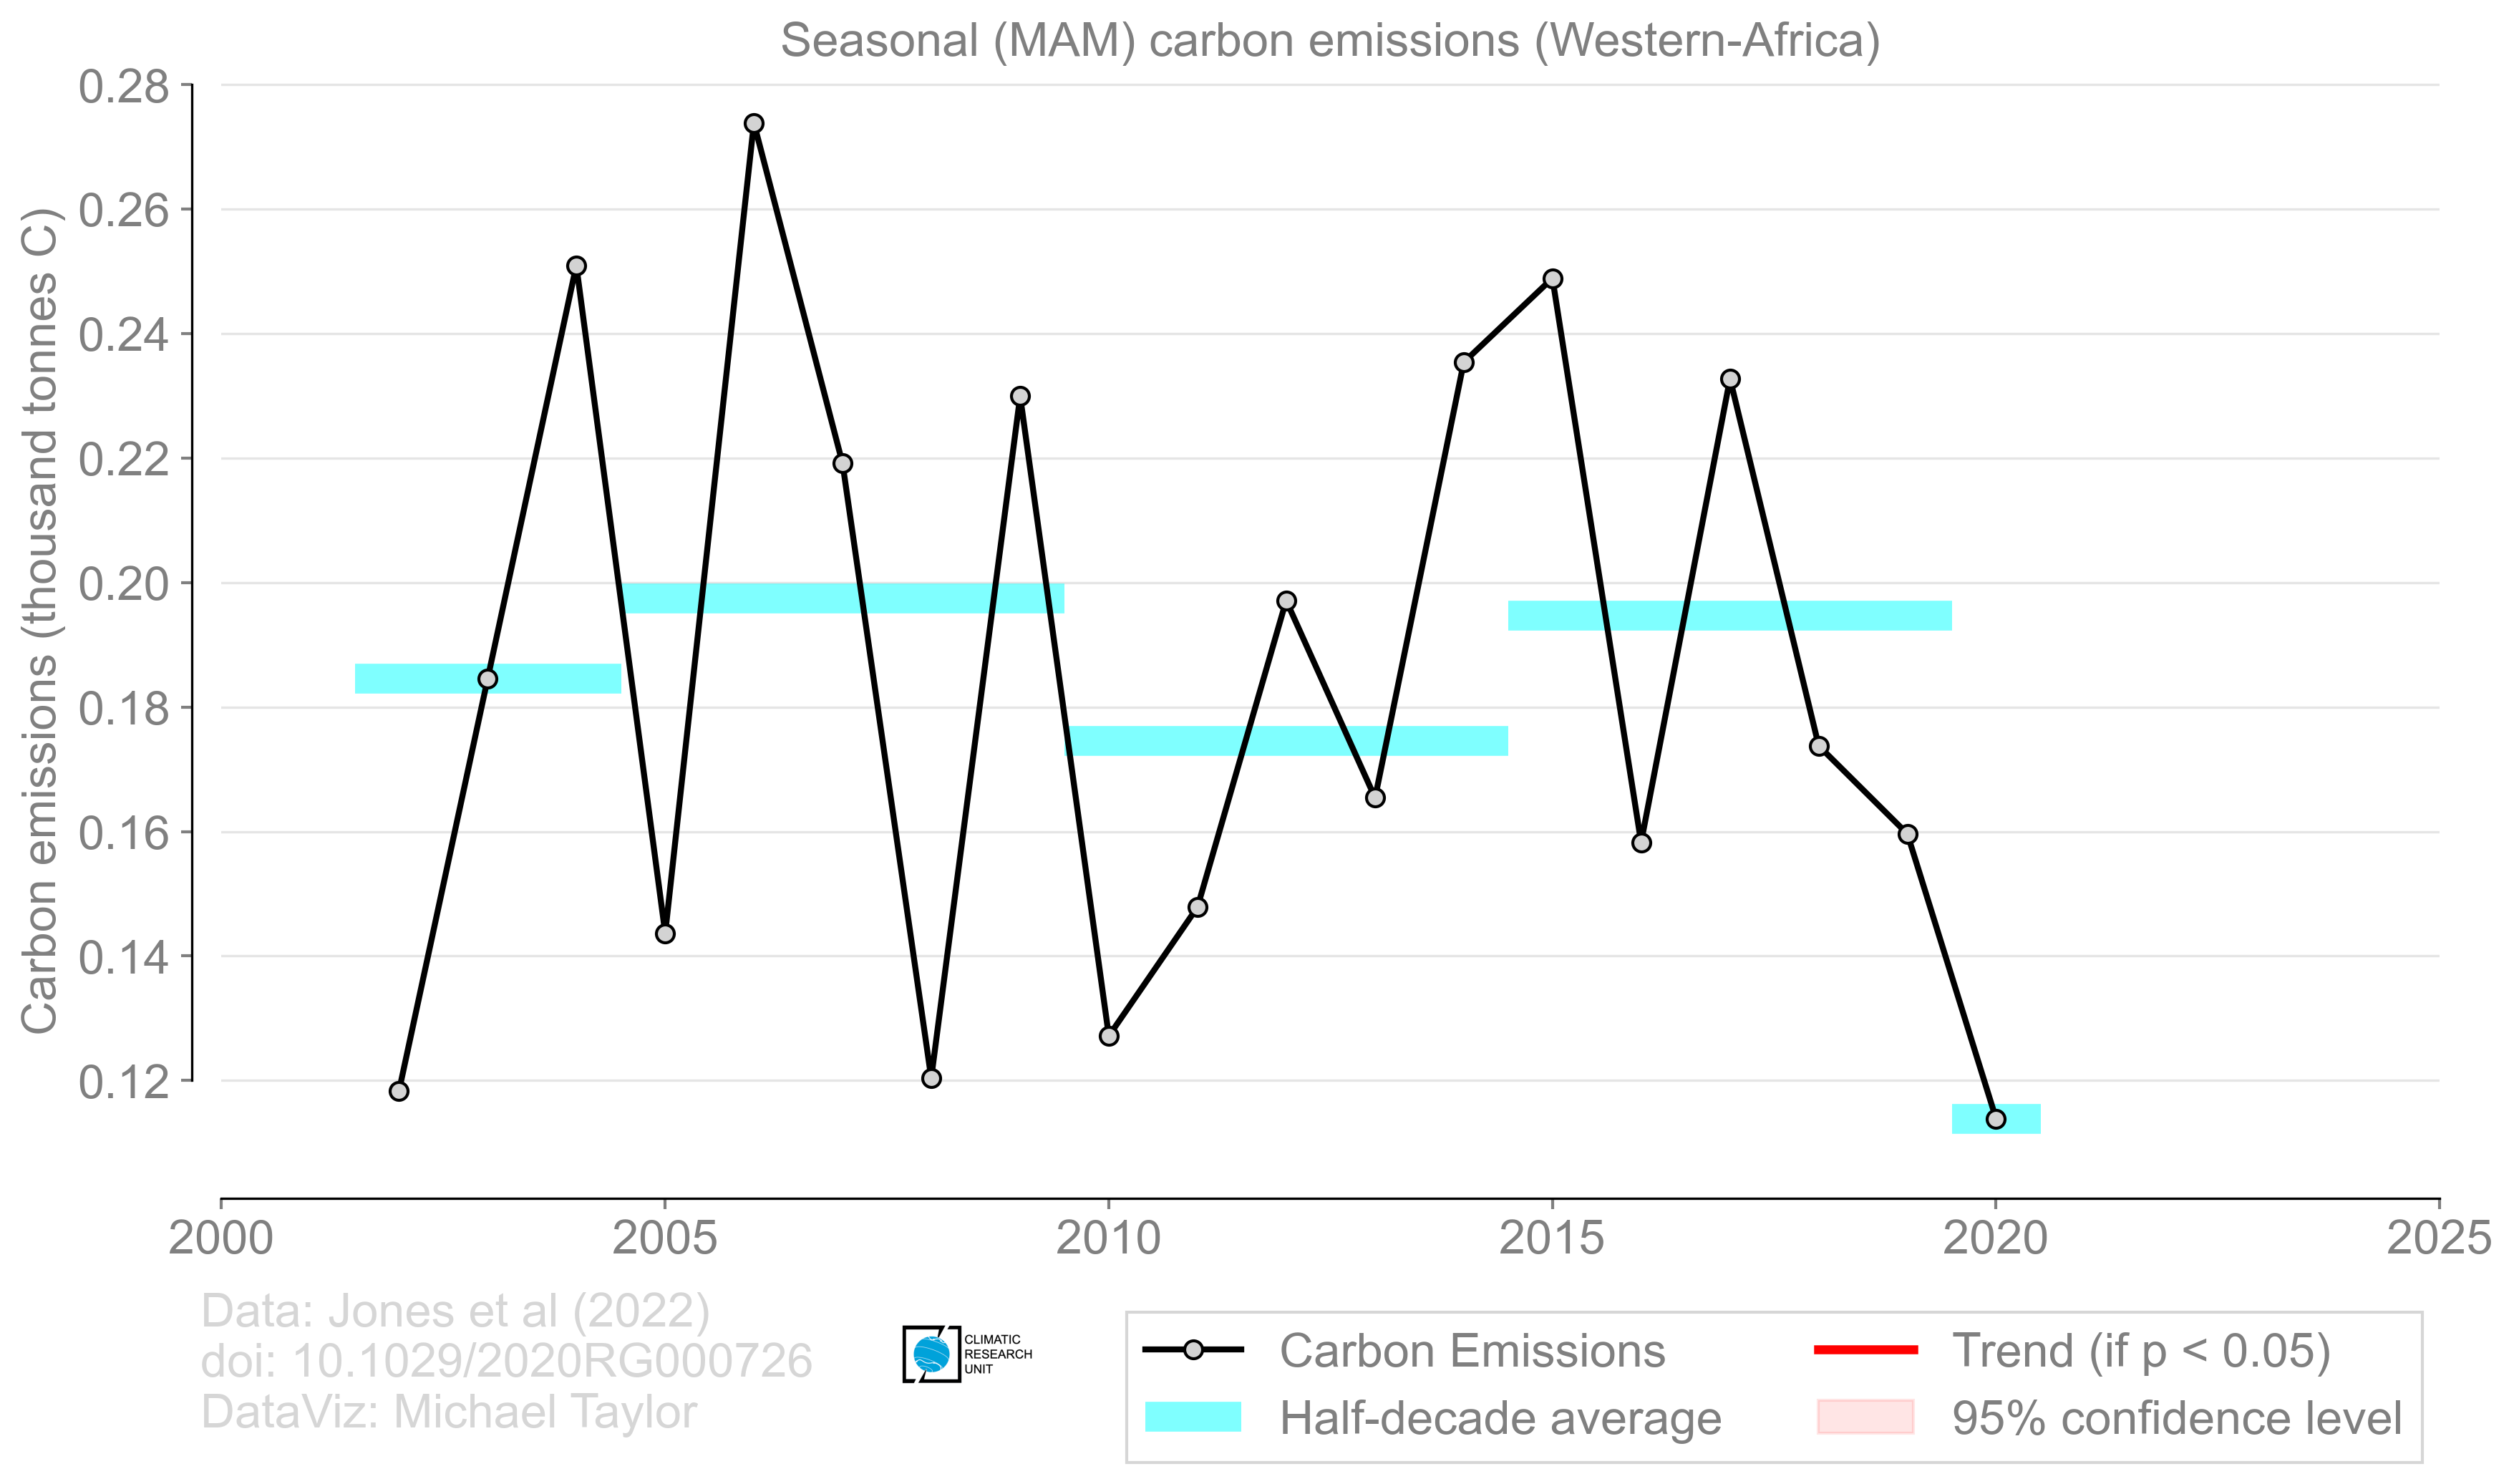 Seasonal (MAM) carbon emissions (Western-Africa)
Carbon emissions (thousand tonnes C)
0.28
0.26
0.24
0.22
0.20
0.18
0.16
0.14
0.12
2000 2005 2010 2015 2020 2025
Data: Jones et al (2022)
doi: 10.1029/2020RG000726
DataViz: Michael Taylor
CLIMATIC
RESEARCH
UNIT
Carbon Emissions
Half-decade average
Trend (if p < 0.05)
95% confidence level